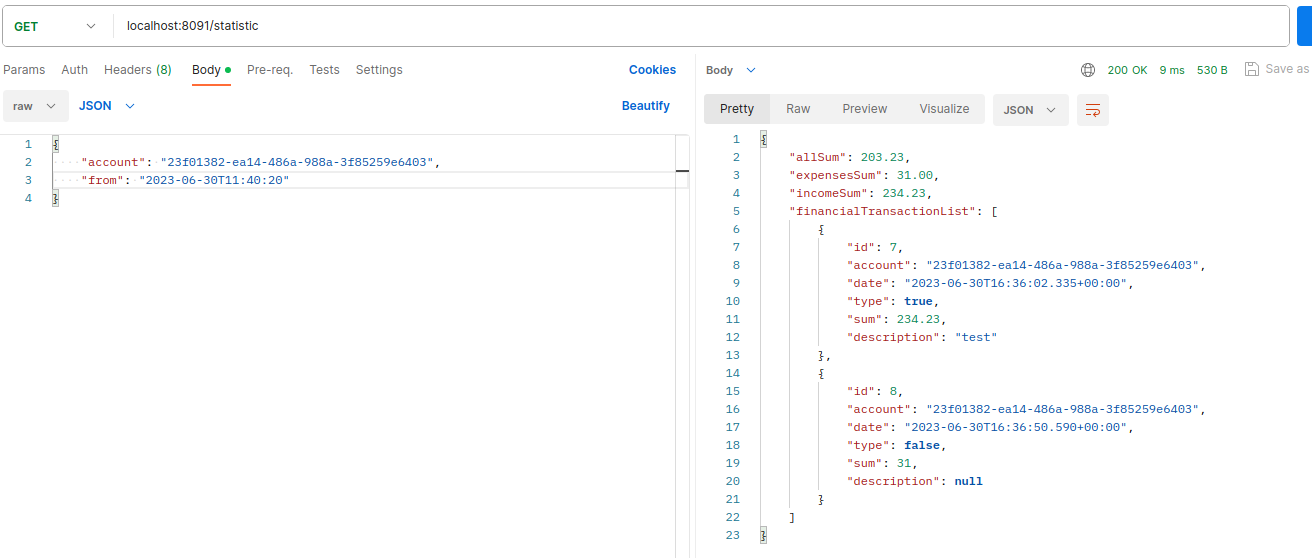 GET localhost:8091/statistic
Params Auth Headers (8) Body Pre-req. Tests Settings Cookies
raw JSON Beautify
1 {
2 "account": "23f01382-ea14-486a-988a-3f85259e6403",
3 "from": "2023-06-30T11:40:20"
4 }
Body 200 OK 9 ms 530 B Save as
Pretty Raw Preview Visualize JSON
1 {
2 "allSum": 203.23,
3 "expensesSum": 31.00,
4 "incomeSum": 234.23,
5 "financialTransactionList": [
6 {
7 "id": 7,
8 "account": "23f01382-ea14-486a-988a-3f85259e6403",
9 "date": "2023-06-30T16:36:02.335+00:00",
10 "type": true,
11 "sum": 234.23,
12 "description": "test"
13 },
14 {
15 "id": 8,
16 "account": "23f01382-ea14-486a-988a-3f85259e6403",
17 "date": "2023-06-30T16:36:50.590+00:00",
18 "type": false,
19 "sum": 31,
20 "description": null
21 }
22 ]
23 }